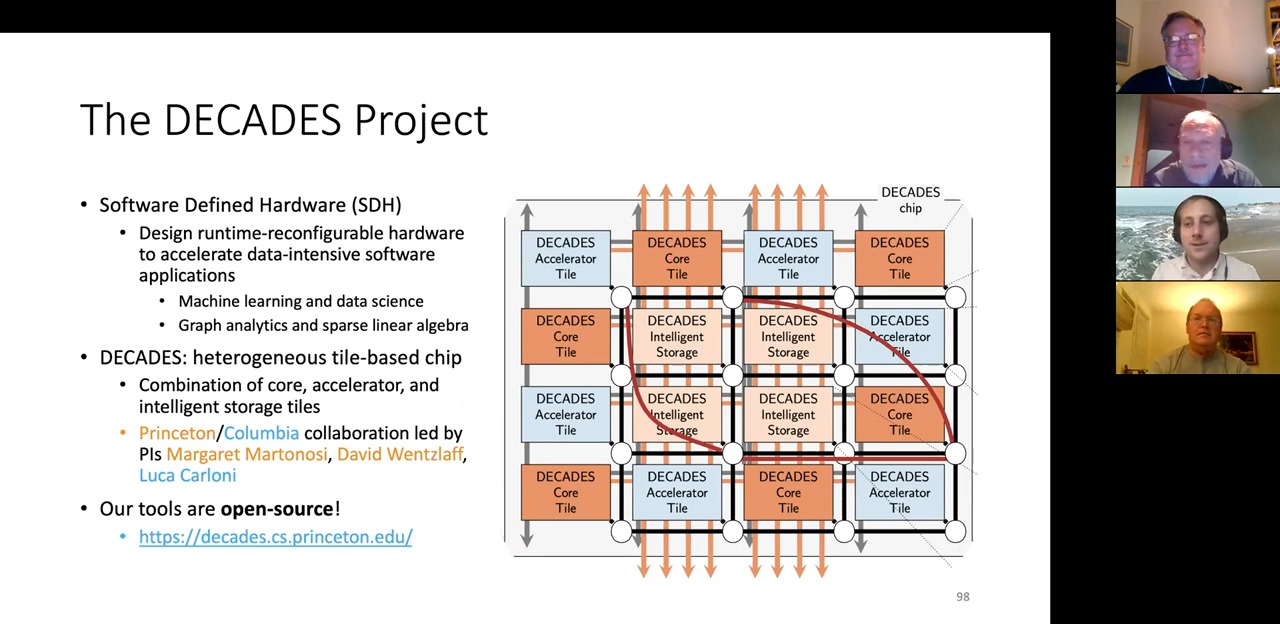 The DECADES Project
• Software Defined Hardware (SDH)
• Design runtime-reconfigurable hardware
to accelerate data-intensive software
applications
• Machine learning and data science
• Graph analytics and sparse linear algebra
• DECADES: heterogeneous tile-based chip
• Combination of core, accelerator, and
intelligent storage tiles
• Princeton/Columbia collaboration led by
PIs Margaret Martonosi, David Wentzlaff,
Luca Carloni
• Our tools are open-source!
• https://decades.cs.princeton.edu/
DECADES
chip
DECADES
Accelerator
Tile
DECADES
Core
Tile
DECADES
Accelerator
Tile
DECADES
Core
Tile
DECADES
Core
Tile
DECADES
Intelligent
Storage
DECADES
Intelligent
Storage
DECADES
Accelerator
Tile
DECADES
Accelerator
Tile
DECADES
Intelligent
Storage
DECADES
Intelligent
Storage
DECADES
Core
Tile
DECADES
Core
Tile
DECADES
Accelerator
Tile
DECADES
Core
Tile
DECADES
Accelerator
Tile
98